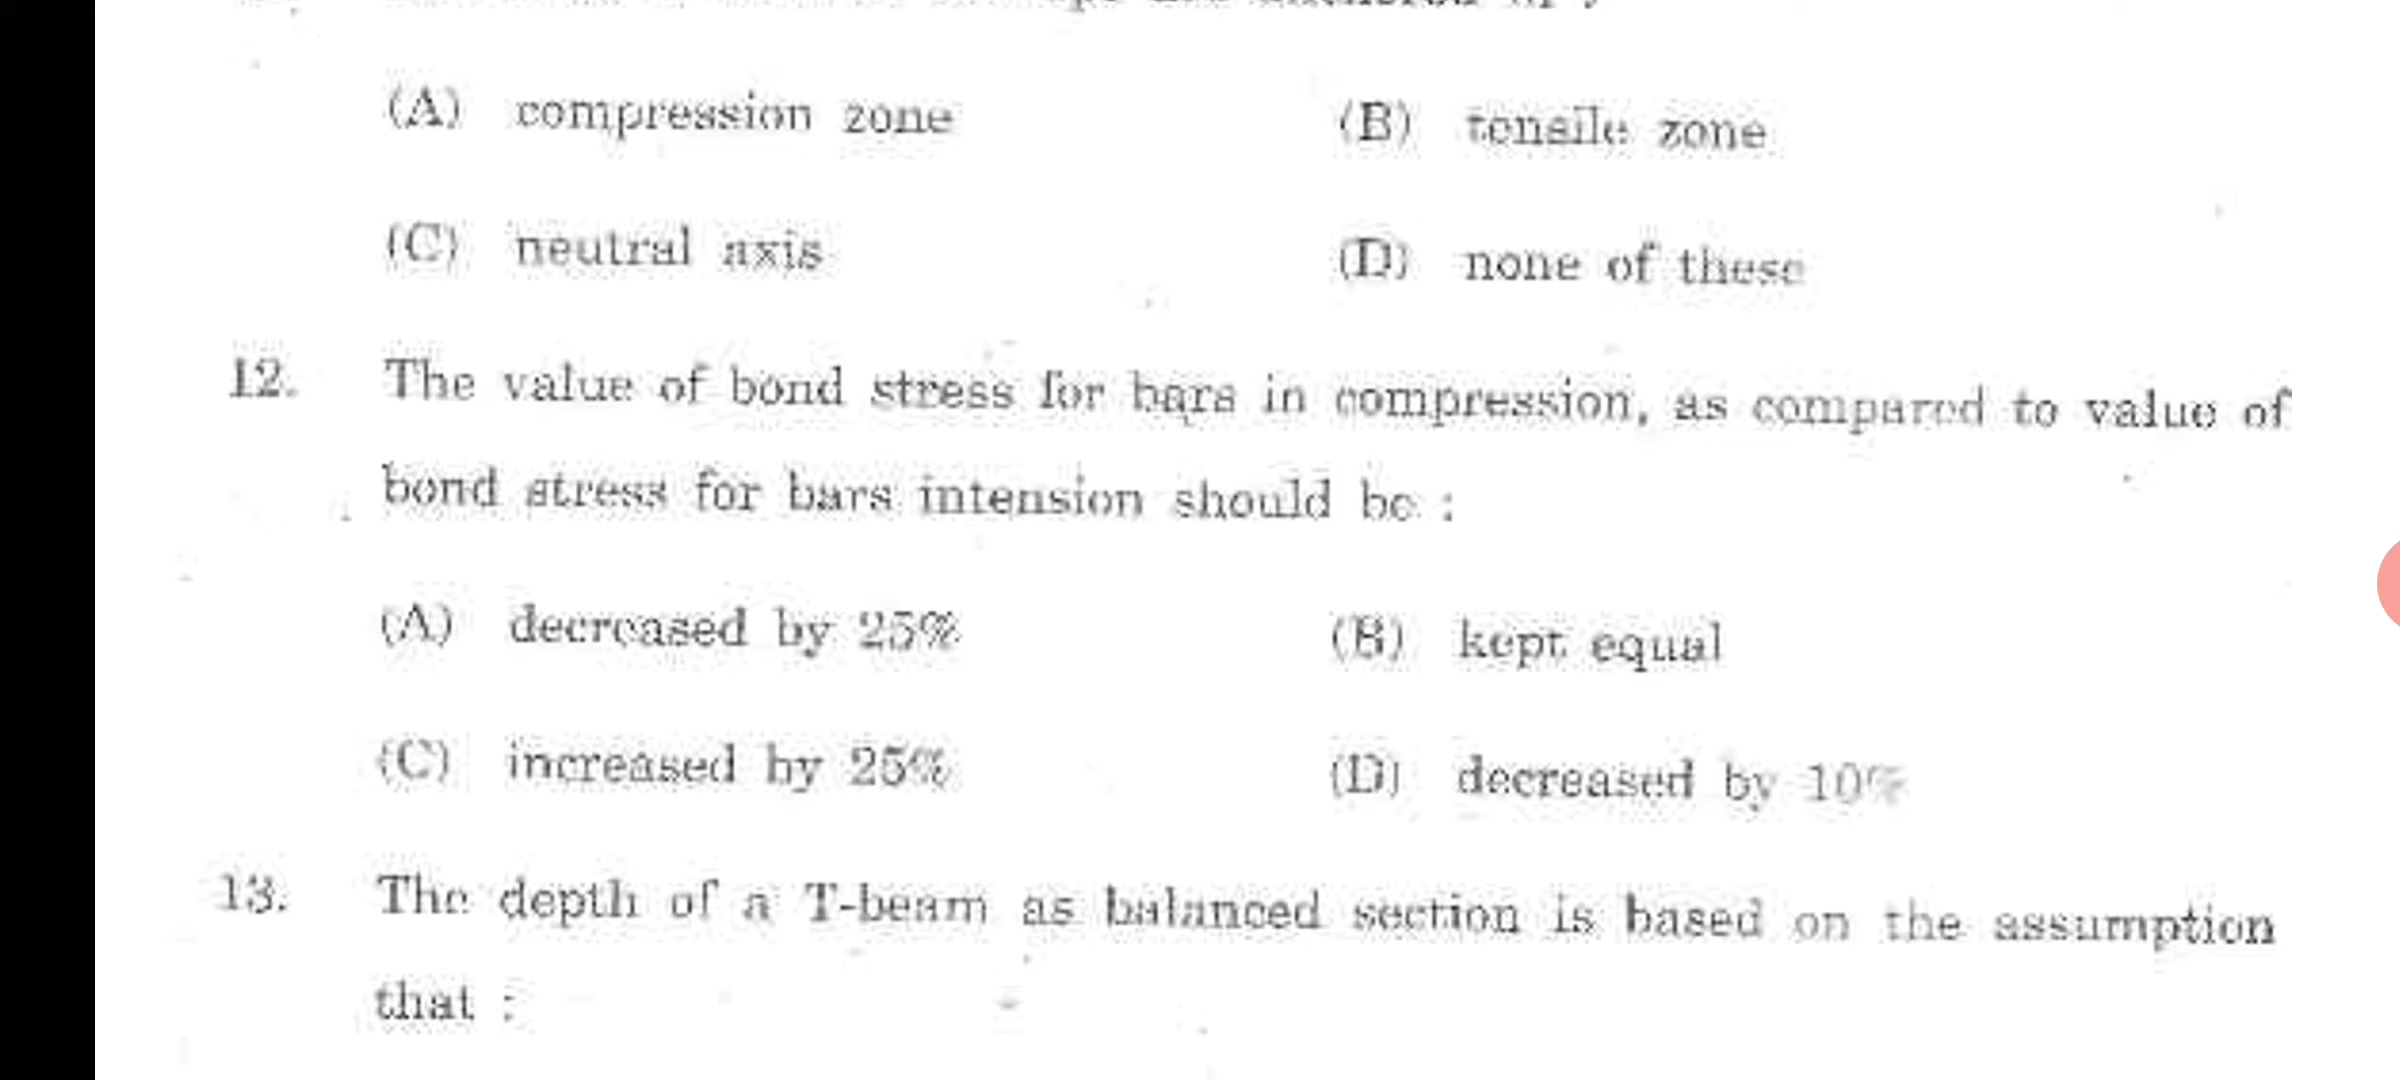 (A) compression zone (B) tensile zone
(C) neutral axis (D) none of these
12. The value of bond stress for bars in compression, as compared to value of
bond stress for bars intension should be :
(A) decreased by 25% (B) kept equal
(C) increased by 25% (D) decreased by 10%
13. The depth of a T-beam as balanced section is based on the assumption
that :